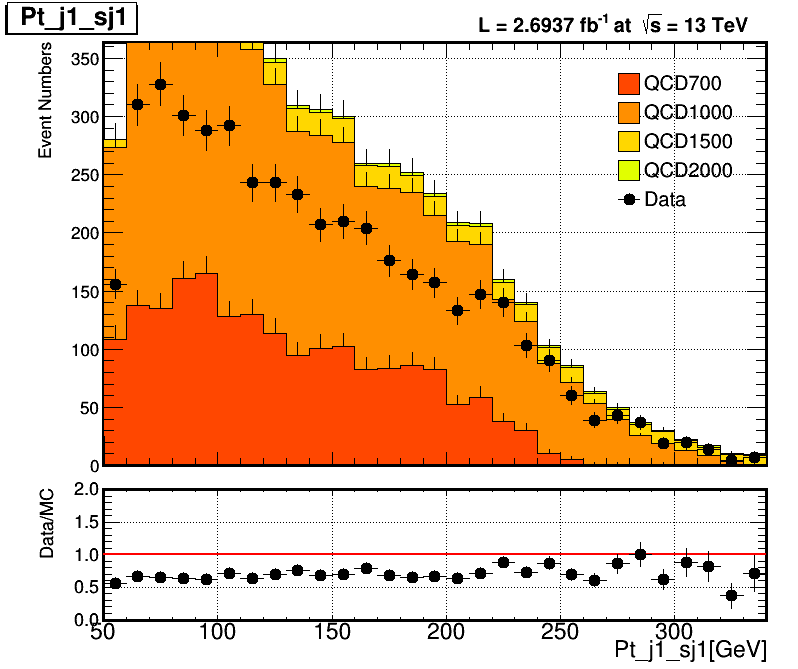 Pt_j1_sj1
L = 2.6937 fb⁻¹ at √s = 13 TeV
Event Numbers
350
300
250
200
150
100
50
0
QCD700
QCD1000
QCD1500
QCD2000
Data
Data/MC
2.0
1.5
1.0
0.5
0.0
50 100 150 200 250 300
Pt_j1_sj1[GeV]